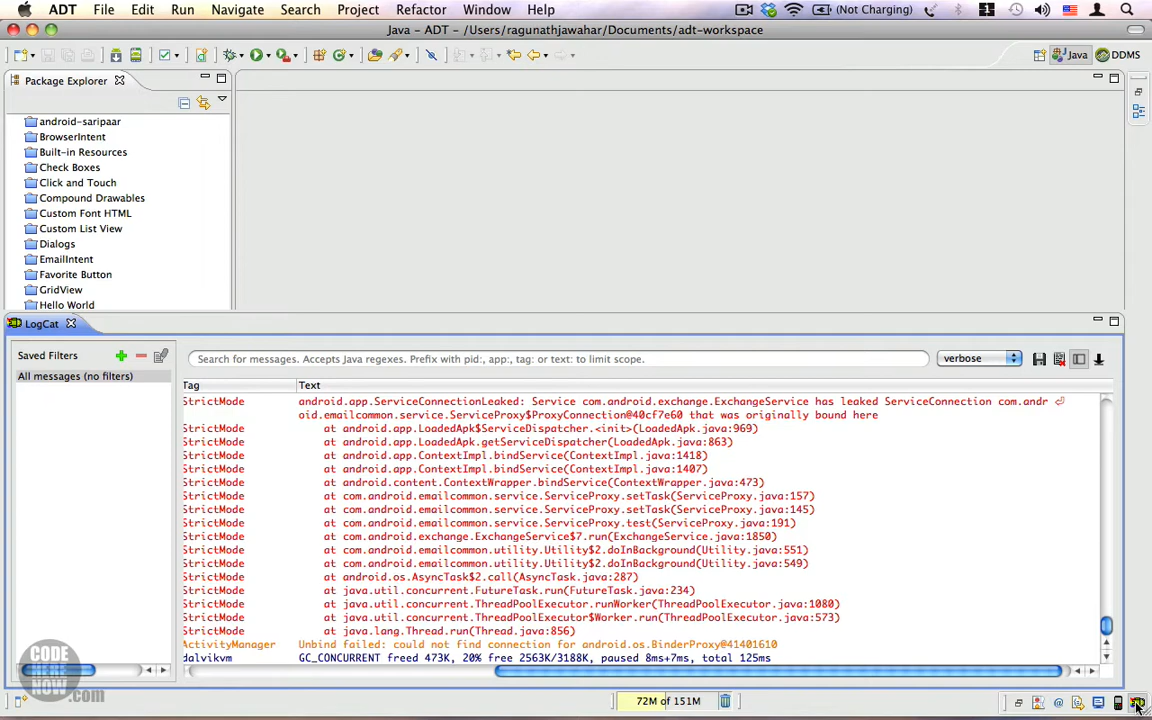 ADT File Edit Run Navigate Search Project Refactor Window Help (Not Charging) 1
Java - ADT - /Users/ragunathjawahar/Documents/adt-workspace
Java DDMS
Package Explorer
android-saripaar
BrowserIntent
Built-in Resources
Check Boxes
Click and Touch
Compound Drawables
Custom Font HTML
Custom List View
Dialogs
EmailIntent
Favorite Button
GridView
Hello World
LogCat
Saved Filters
All messages (no filters)
Search for messages. Accepts Java regexes. Prefix with pid:, app:, tag: or text: to limit scope.
verbose
Tag Text
StrictMode android.app.ServiceConnectionLeaked: Service com.android.exchange.ExchangeService has leaked ServiceConnection com.andr
oid.emailcommon.service.ServiceProxy$ProxyConnection@40cf7e60 that was originally bound here
StrictMode at android.app.LoadedApk$ServiceDispatcher.<init>(LoadedApk.java:969)
StrictMode at android.app.LoadedApk.getServiceDispatcher(LoadedApk.java:863)
StrictMode at android.app.ContextImpl.bindService(ContextImpl.java:1418)
StrictMode at android.app.ContextImpl.bindService(ContextImpl.java:1407)
StrictMode at android.content.ContextWrapper.bindService(ContextWrapper.java:473)
StrictMode at com.android.emailcommon.service.ServiceProxy.setTask(ServiceProxy.java:157)
StrictMode at com.android.emailcommon.service.ServiceProxy.setTask(ServiceProxy.java:145)
StrictMode at com.android.emailcommon.service.ServiceProxy.test(ServiceProxy.java:191)
StrictMode at com.android.exchange.ExchangeService$7.run(ExchangeService.java:1850)
StrictMode at com.android.emailcommon.utility.Utility$2.doInBackground(Utility.java:551)
StrictMode at com.android.emailcommon.utility.Utility$2.doInBackground(Utility.java:549)
StrictMode at android.os.AsyncTask$2.call(AsyncTask.java:287)
StrictMode at java.util.concurrent.FutureTask.run(FutureTask.java:234)
StrictMode at java.util.concurrent.ThreadPoolExecutor.runWorker(ThreadPoolExecutor.java:1080)
StrictMode at java.util.concurrent.ThreadPoolExecutor$Worker.run(ThreadPoolExecutor.java:573)
StrictMode at java.lang.Thread.run(Thread.java:856)
ActivityManager Unbind failed: could not find connection for android.os.BinderProxy@41401610
dalvikvm GC_CONCURRENT freed 473K, 20% free 2563K/3188K, paused 8ms+7ms, total 125ms
CODE
HERE
NOW.com
72M of 151M